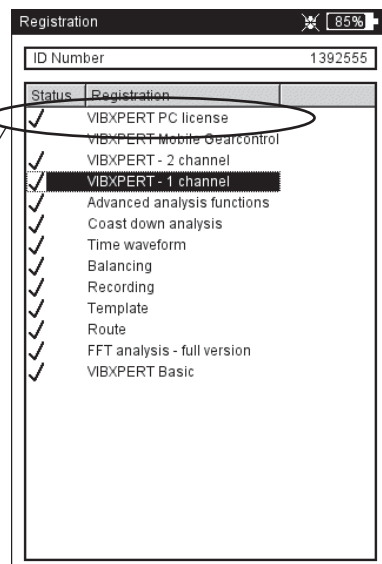 Registration 85%
ID Number 1392555
Status Registration
VIBXPERT PC license
VIBXPERT Mobile Gearcontrol
VIBXPERT - 2 channel
VIBXPERT - 1 channel
Advanced analysis functions
Coast down analysis
Time waveform
Balancing
Recording
Template
Route
FFT analysis - full version
VIBXPERT Basic